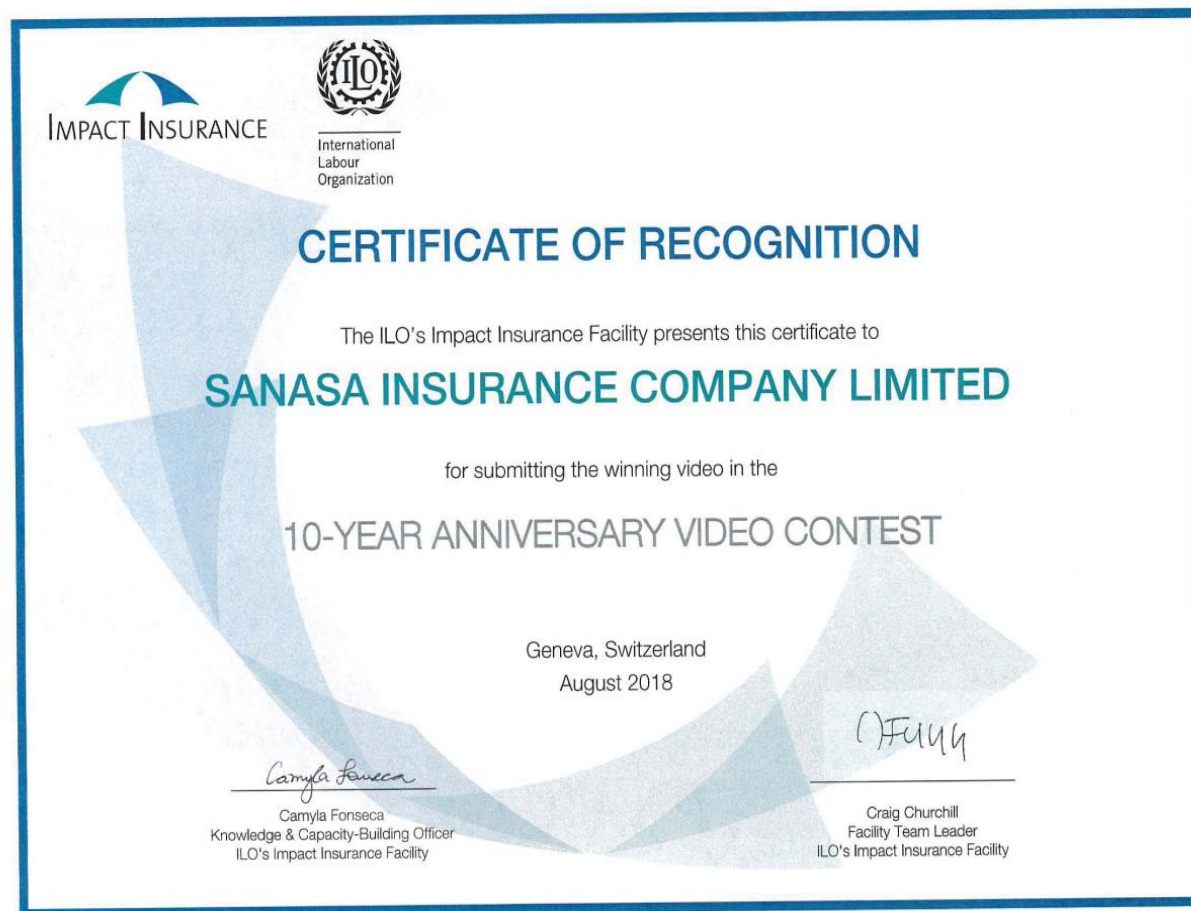 IMPACT INSURANCE
ILO
International
Labour
Organization
CERTIFICATE OF RECOGNITION
The ILO's Impact Insurance Facility presents this certificate to
SANASA INSURANCE COMPANY LIMITED
for submitting the winning video in the
10-YEAR ANNIVERSARY VIDEO CONTEST
Geneva, Switzerland
August 2018
Camyla Fonseca
Camyla Fonseca
Knowledge & Capacity-Building Officer
ILO's Impact Insurance Facility
Craig Churchill
Facility Team Leader
ILO's Impact Insurance Facility